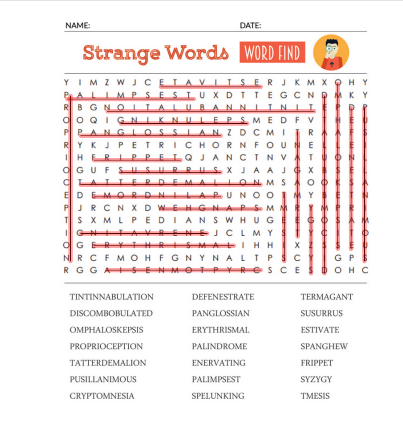 NAME: DATE:
Strange Words WORD FIND
Y I M Z W J C E T A V I T S E R J K M X O H Y
P A L I M P S E S T U X D T T E G C N D M K Y
R B G N O I T A L U B A N N I T N I T E P D P
O O Q I G N I K N U L E P S M E D F V T H E U
P P A N G L O S S I A N Z D C M I T R A A F S
R Y K J P E T R I C H O R N F O U N E L L E I
I H F R I P P E T Q J A N C T N V A T U O N L
O G U F S U S U R R U S X J A A J G X B S E L
C T A T T E R D E M A L I O N M S A O O K S A
E D E M O R D N I L A P U N O O T M Y B E T N
P J R C N X D W E H G N A P S M M R Y M P R I
T S X M L P E D I A N S W H U G E E G O S A M
I G N I T A V R E N E J C L M Y S T Y C I T O
O G E R Y T H R I S M A L I H H I X Z S S E U
N R C F M O H F G N Y N A L T P S C Y I G P S
R G G A I S E N M O T P Y R C S C E S D O H C
TINTINNABULATION DEFENESTRATE TERMAGANT
DISCOMBOBULATED PANGLOSSIAN SUSURRUS
OMPHALOSKEPSIS ERYTHRISMAL ESTIVATE
PROPRIOCEPTION PALINDROME SPANGHEW
TATTERDEMALION ENERVATING FRIPPET
PUSILLANIMOUS PALIMPSEST SYZYGY
CRYPTOMNESIA SPELUNKING TMESIS